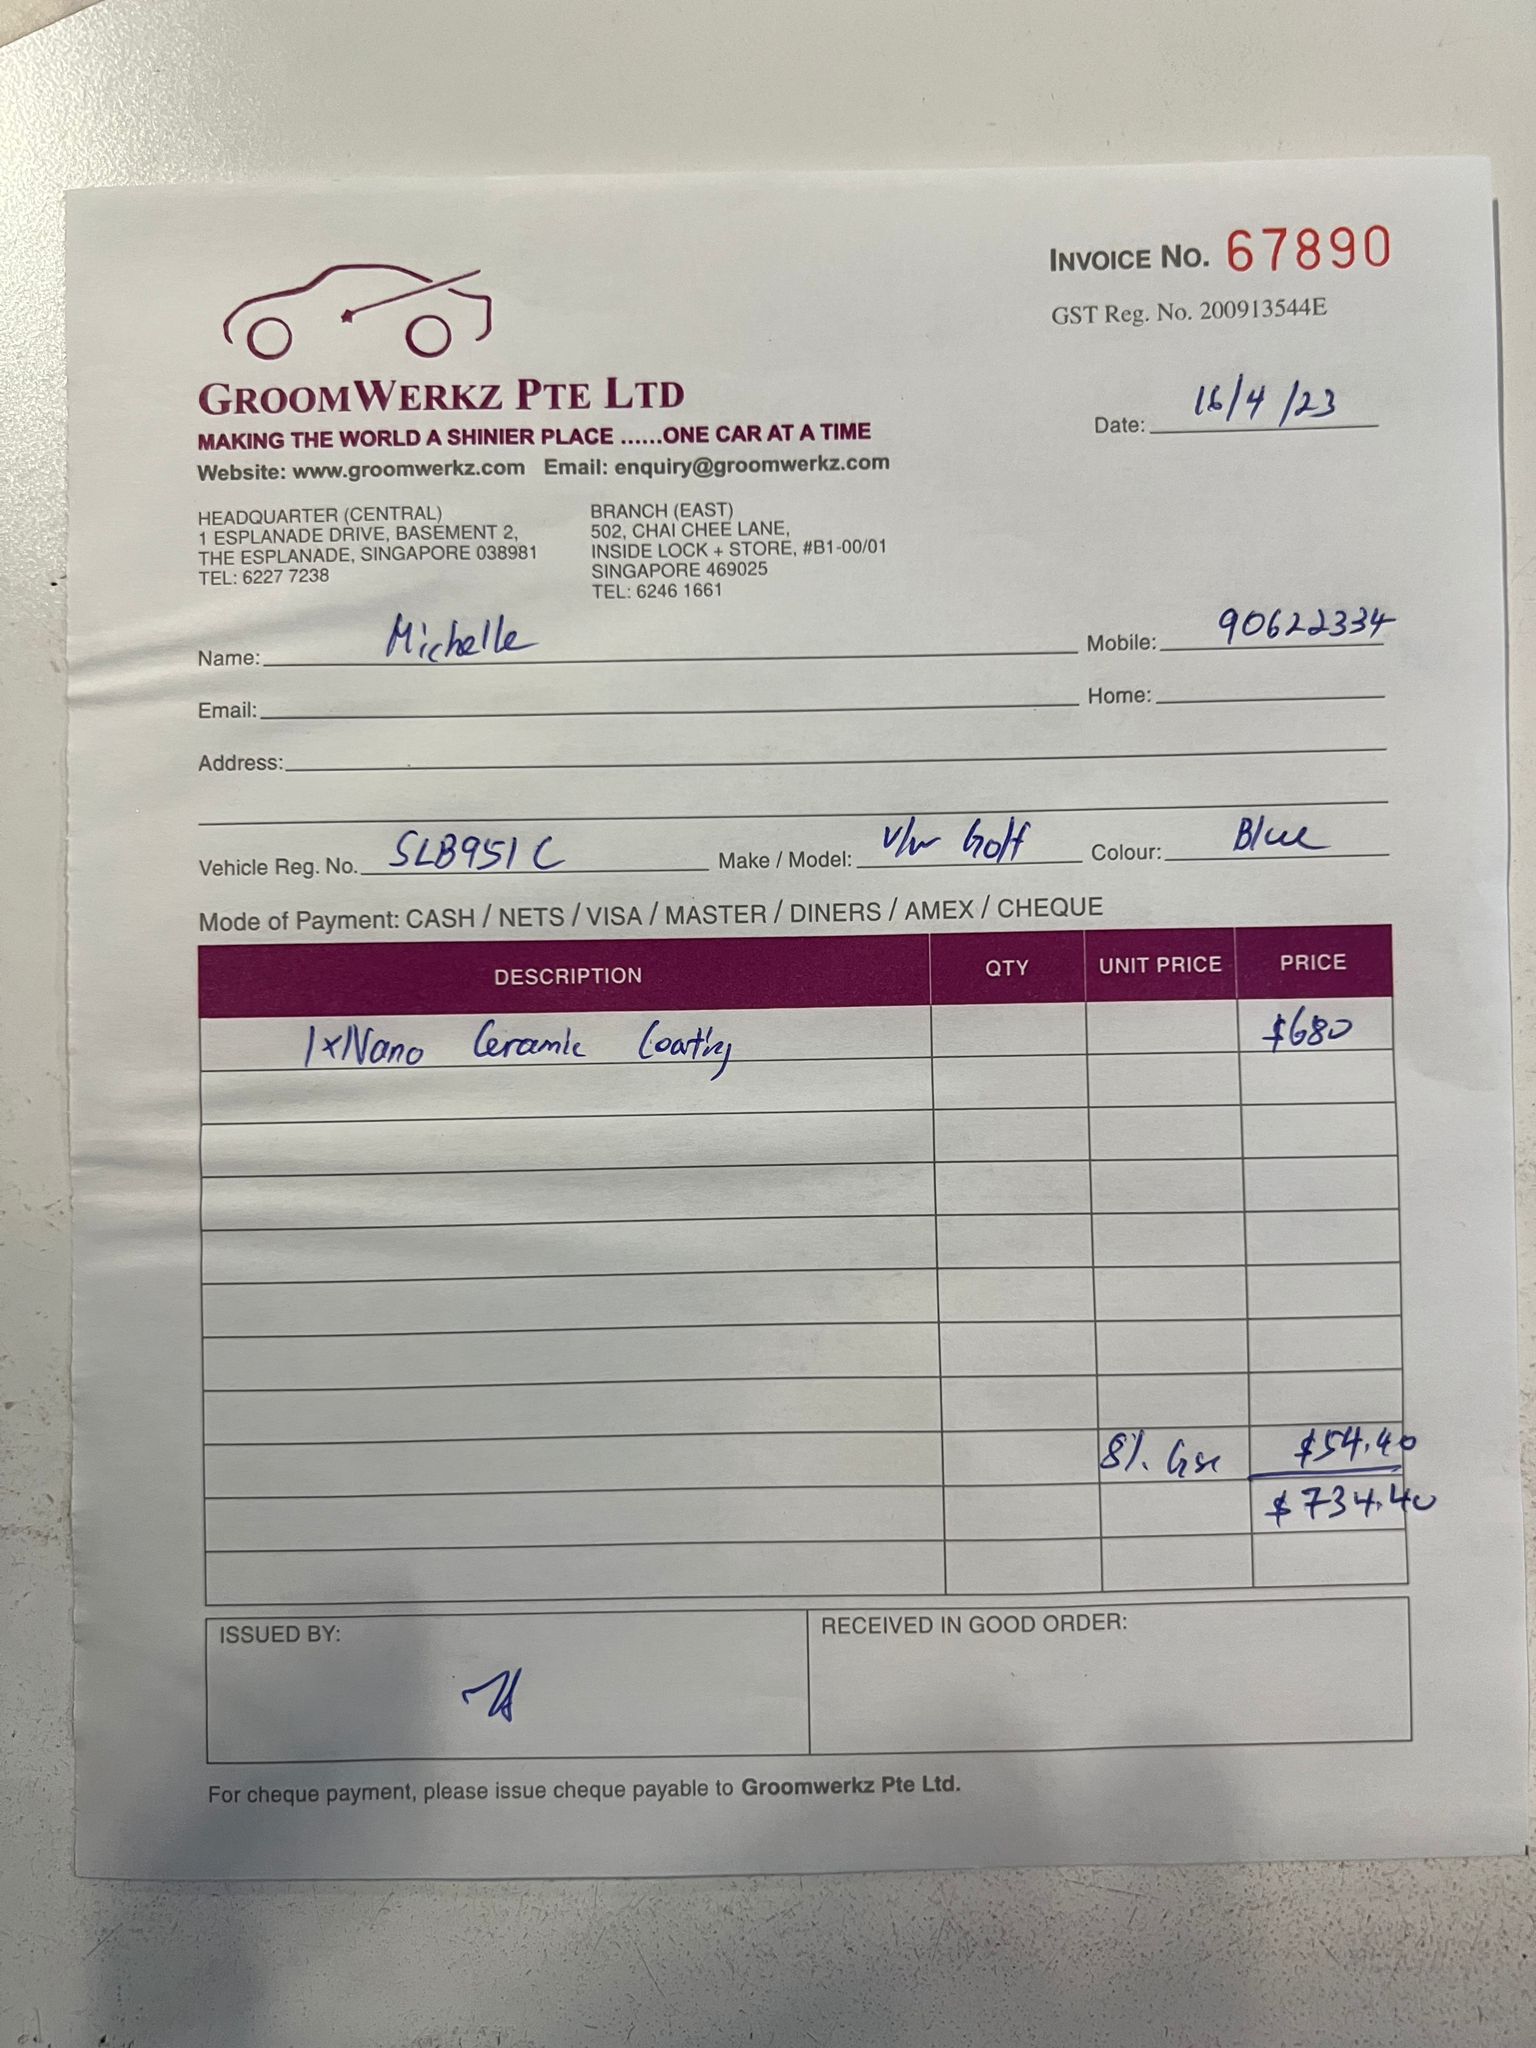 INVOICE NO. 67890
GST Reg. No. 200913544E
GROOMWERKZ PTE LTD
MAKING THE WORLD A SHINIER PLACE ......ONE CAR AT A TIME
Website: www.groomwerkz.com Email: enquiry@groomwerkz.com
Date: 16/4/23
HEADQUARTER (CENTRAL)
1 ESPLANADE DRIVE, BASEMENT 2,
THE ESPLANADE, SINGAPORE 038981
TEL: 6227 7238
BRANCH (EAST)
502, CHAI CHEE LANE,
INSIDE LOCK + STORE, #B1-00/01
SINGAPORE 469025
TEL: 6246 1661
Name: Michelle Mobile: 90622334
Email: Home:
Address:
Vehicle Reg. No. SLB951C Make / Model: V/W Golf Colour: Blue
Mode of Payment: CASH / NETS / VISA / MASTER / DINERS / AMEX / CHEQUE
DESCRIPTION QTY UNIT PRICE PRICE
1xNano Ceramic Coating $680
8% Gst $54.40
$734.40
ISSUED BY: RECEIVED IN GOOD ORDER:
For cheque payment, please issue cheque payable to Groomwerkz Pte Ltd.